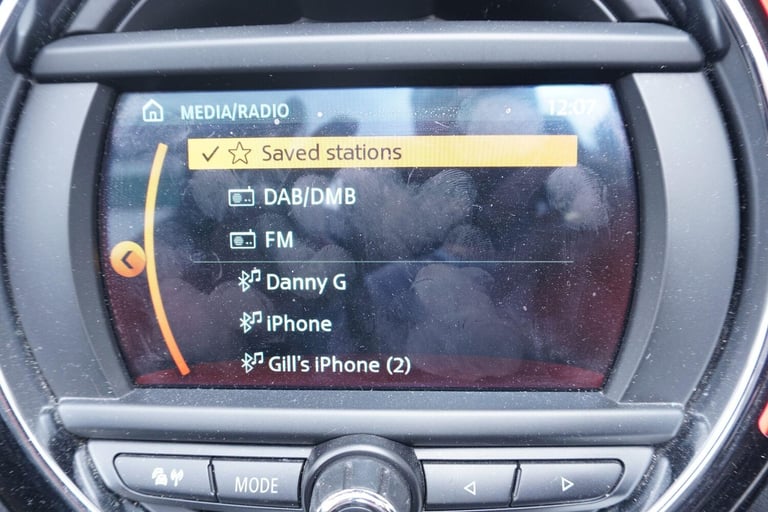 MEDIA/RADIO 12:07
Saved stations
DAB/DMB
FM
Danny G
iPhone
Gill's iPhone (2)
MODE